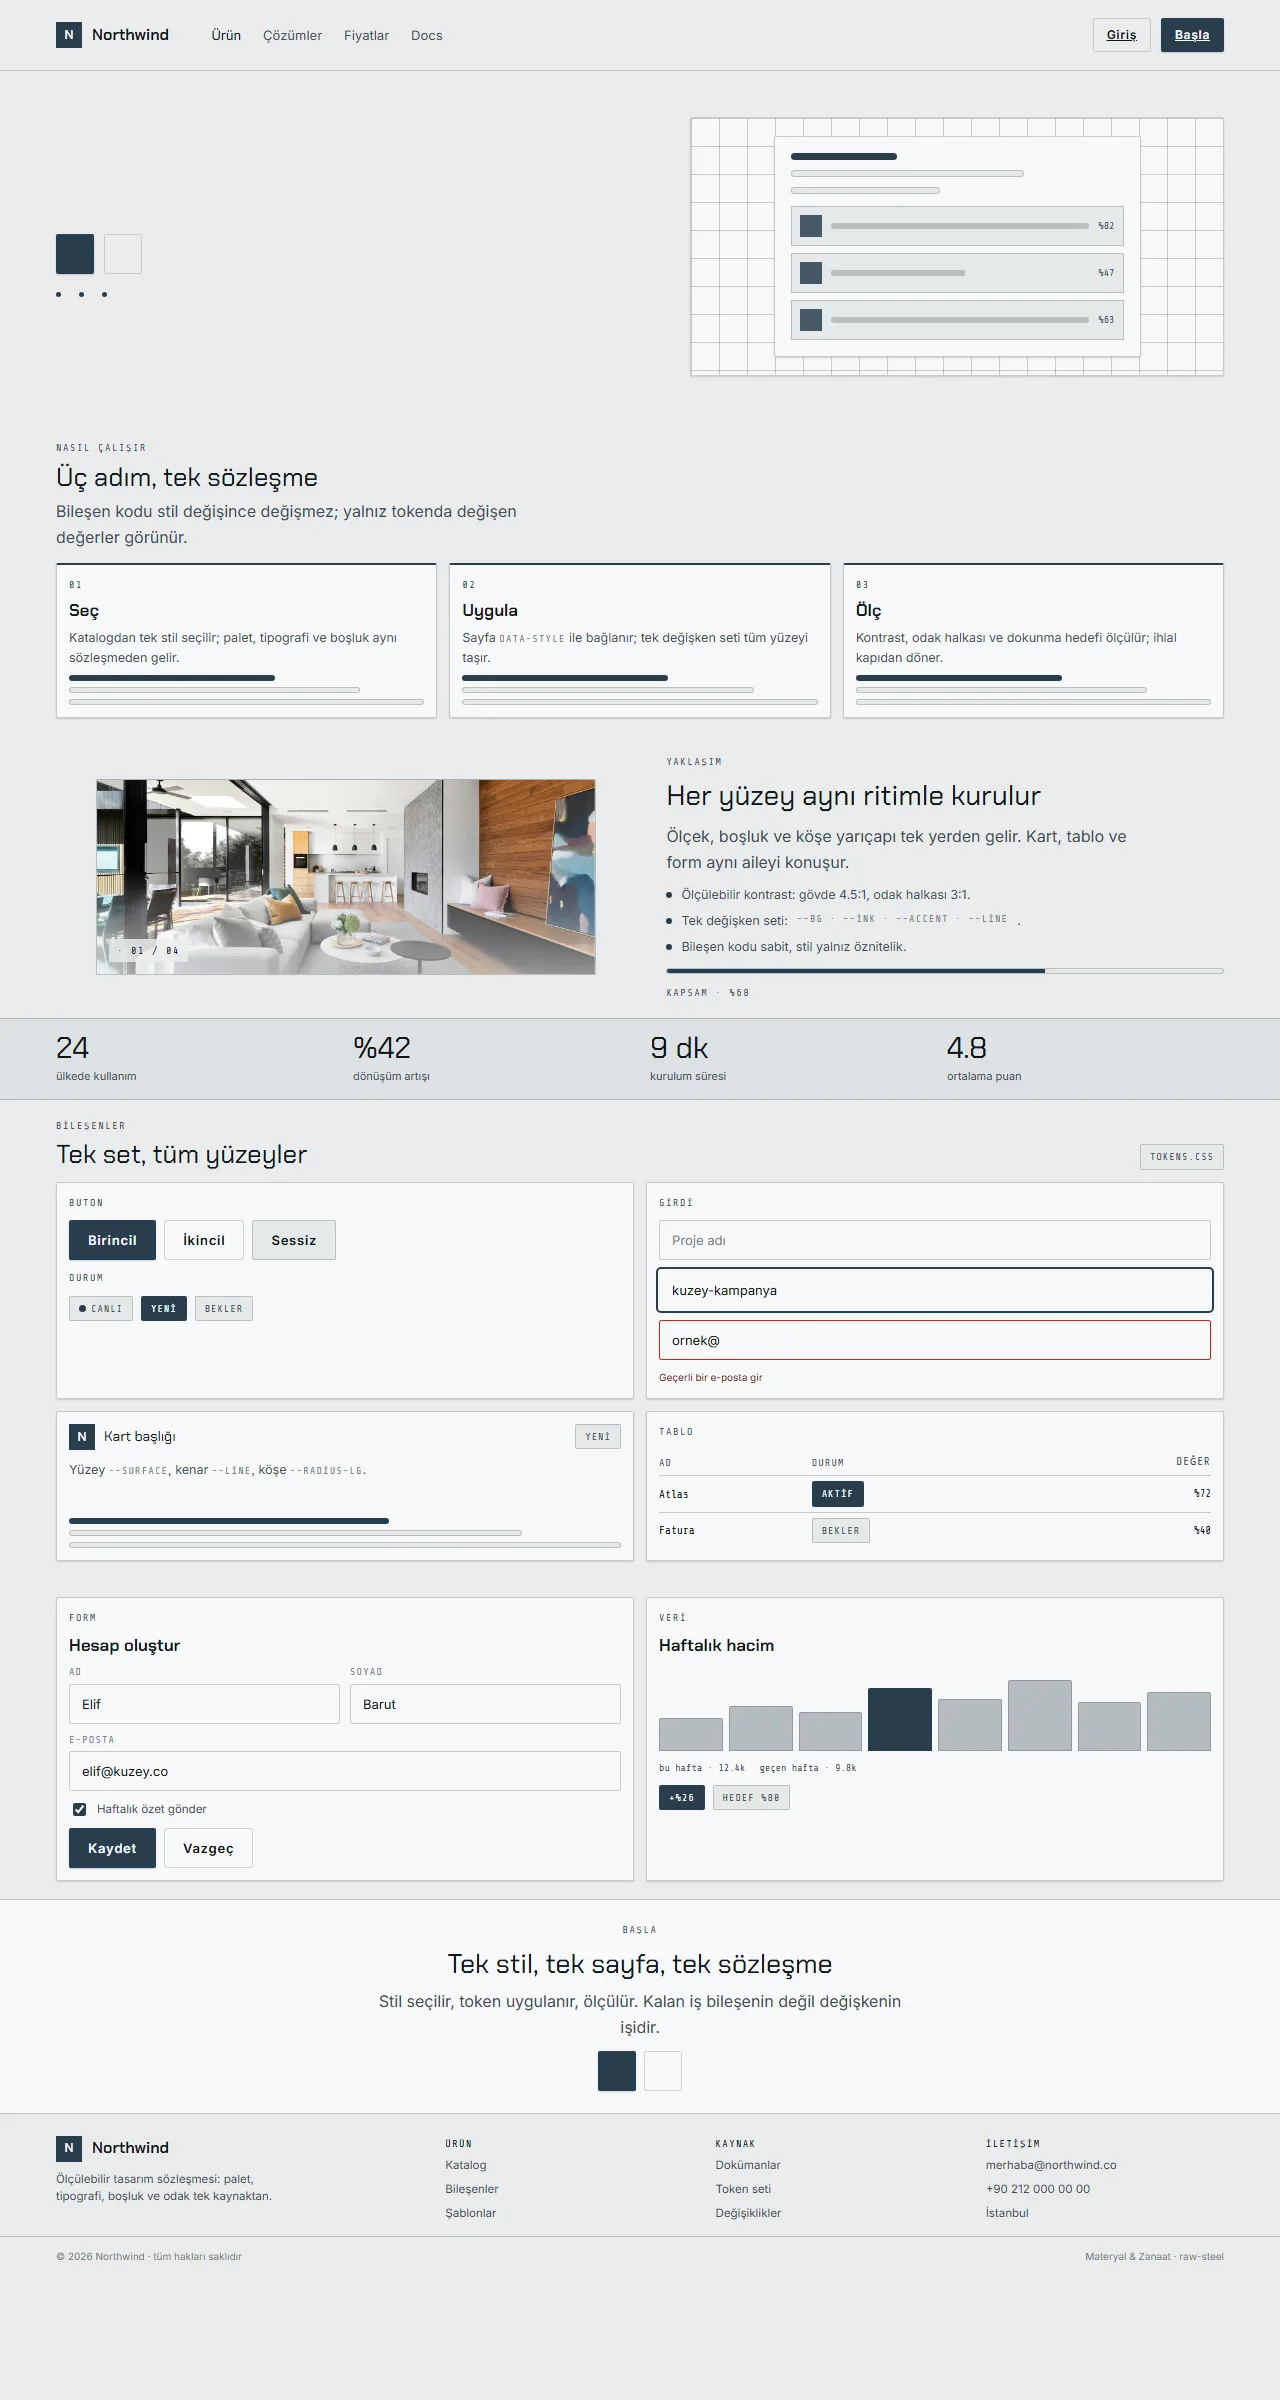 N Northwind Ürün Çözümler Fiyatlar Docs Giriş Başla
%82
%47
%63
NASIL ÇALIŞIR
Üç adım, tek sözleşme
Bileşen kodu stil değişince değişmez; yalnız tokenda değişen
değerler görünür.
01
Seç
Katalogdan tek stil seçilir; palet, tipografi ve boşluk aynı
sözleşmeden gelir.
02
Uygula
Sayfa DATA-STYLE ile bağlanır; tek değişken seti tüm yüzeyi
taşır.
03
Ölç
Kontrast, odak halkası ve dokunma hedefi ölçülür; ihlal
kapıdan döner.
· 01 / 04
YAKLAŞIM
Her yüzey aynı ritimle kurulur
Ölçek, boşluk ve köşe yarıçapı tek yerden gelir. Kart, tablo ve
form aynı aileyi konuşur.
Ölçülebilir kontrast: gövde 4.5:1, odak halkası 3:1.
Tek değişken seti: --BG · --İNK · --ACCENT · --LİNE .
Bileşen kodu sabit, stil yalnız öznitelik.
KAPSAM · %68
24
ülkede kullanım
%42
dönüşüm artışı
9 dk
kurulum süresi
4.8
ortalama puan
BİLEŞENLER
Tek set, tüm yüzeyler
TOKENS.CSS
BUTON
Birincil İkincil Sessiz
DURUM
CANLI YENİ BEKLER
GİRDİ
Proje adı
kuzey-kampanya
ornek@
Geçerli bir e-posta gir
N Kart başlığı YENİ
Yüzey --SURFACE, kenar --LİNE, köşe --RADİUS-LG.
TABLO
AD DURUM DEĞER
Atlas AKTİF %72
Fatura BEKLER %40
FORM
Hesap oluştur
AD SOYAD
Elif Barut
E-POSTA
elif@kuzey.co
Haftalık özet gönder
Kaydet Vazgeç
VERİ
Haftalık hacim
bu hafta · 12.4k geçen hafta · 9.8k
+%26 HEDEF %80
BAŞLA
Tek stil, tek sayfa, tek sözleşme
Stil seçilir, token uygulanır, ölçülür. Kalan iş bileşenin değil değişkenin
işidir.
N Northwind
Ölçülebilir tasarım sözleşmesi: palet,
tipografi, boşluk ve odak tek kaynaktan.
ÜRÜN
Katalog
Bileşenler
Şablonlar
KAYNAK
Dokümanlar
Token seti
Değişiklikler
İLETİŞİM
merhaba@northwind.co
+90 212 000 00 00
İstanbul
© 2026 Northwind · tüm hakları saklıdır
Materyal & Zanaat · raw-steel